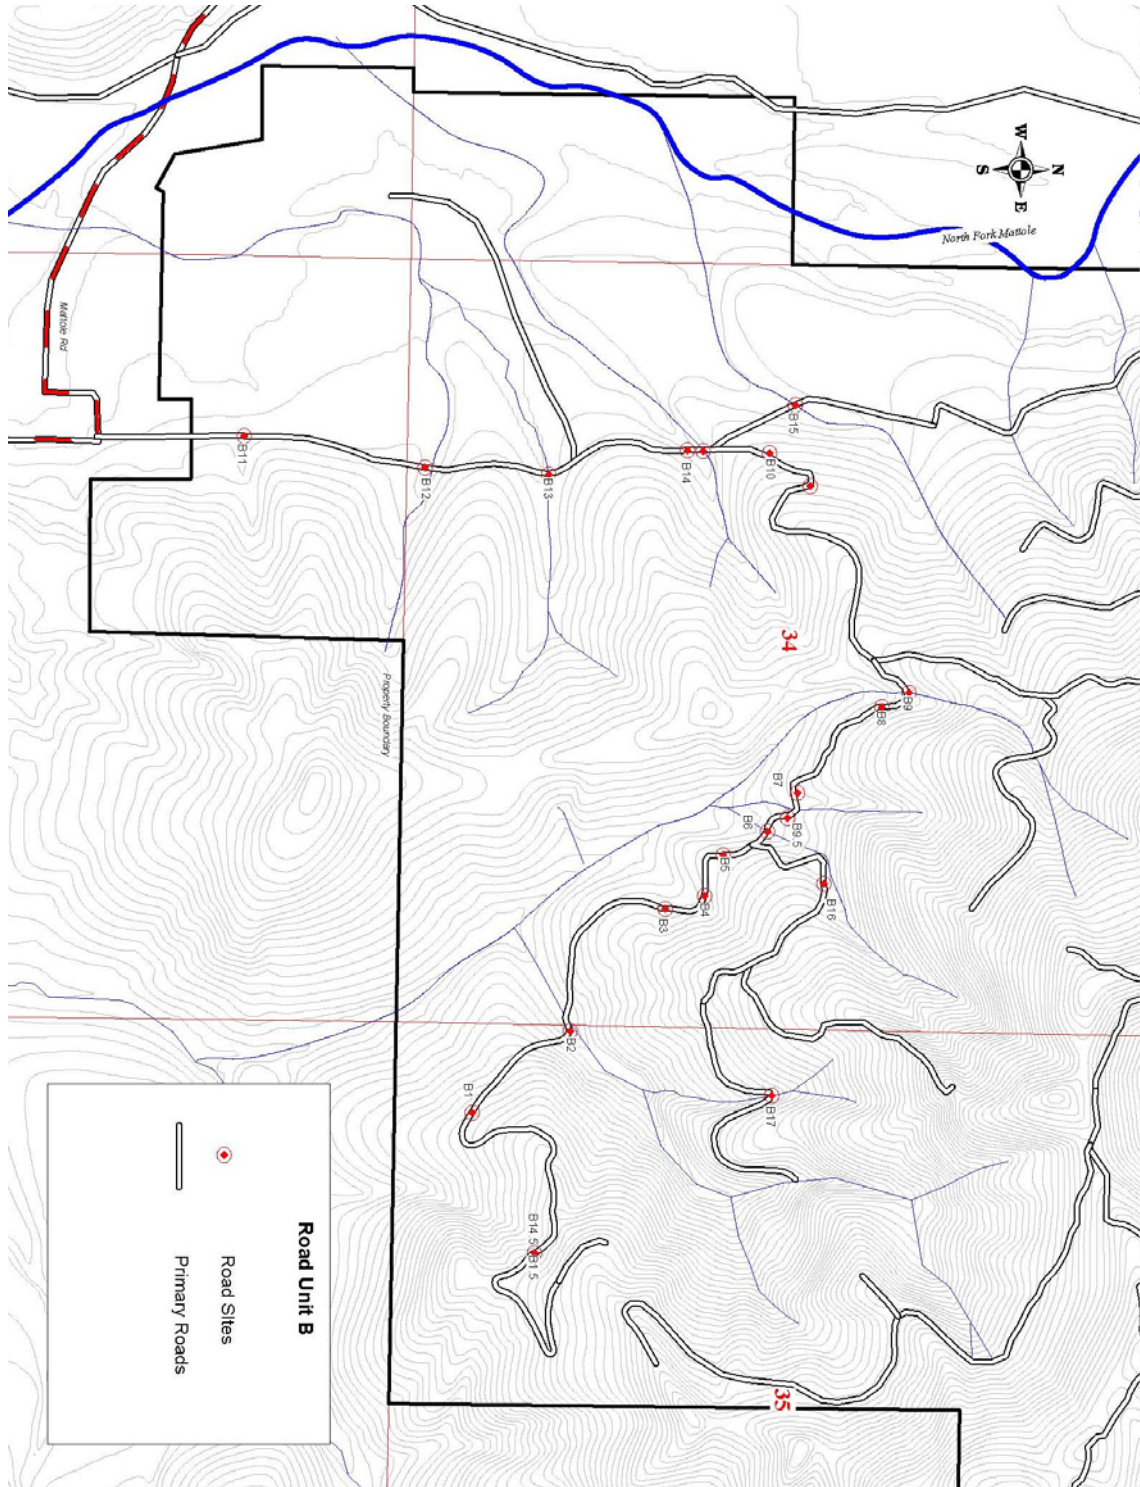 N
W
E
S
North Fork Mattole
Mattole Rd
B15
B11
B12
B13
B14
B10
34
B9
B8
Property Boundary
B7
B9.5
B6
B5
B16
B4
B3
B2
B1
B17
B14.5
B1.5
35
Road Unit B
Road Sites
Primary Roads